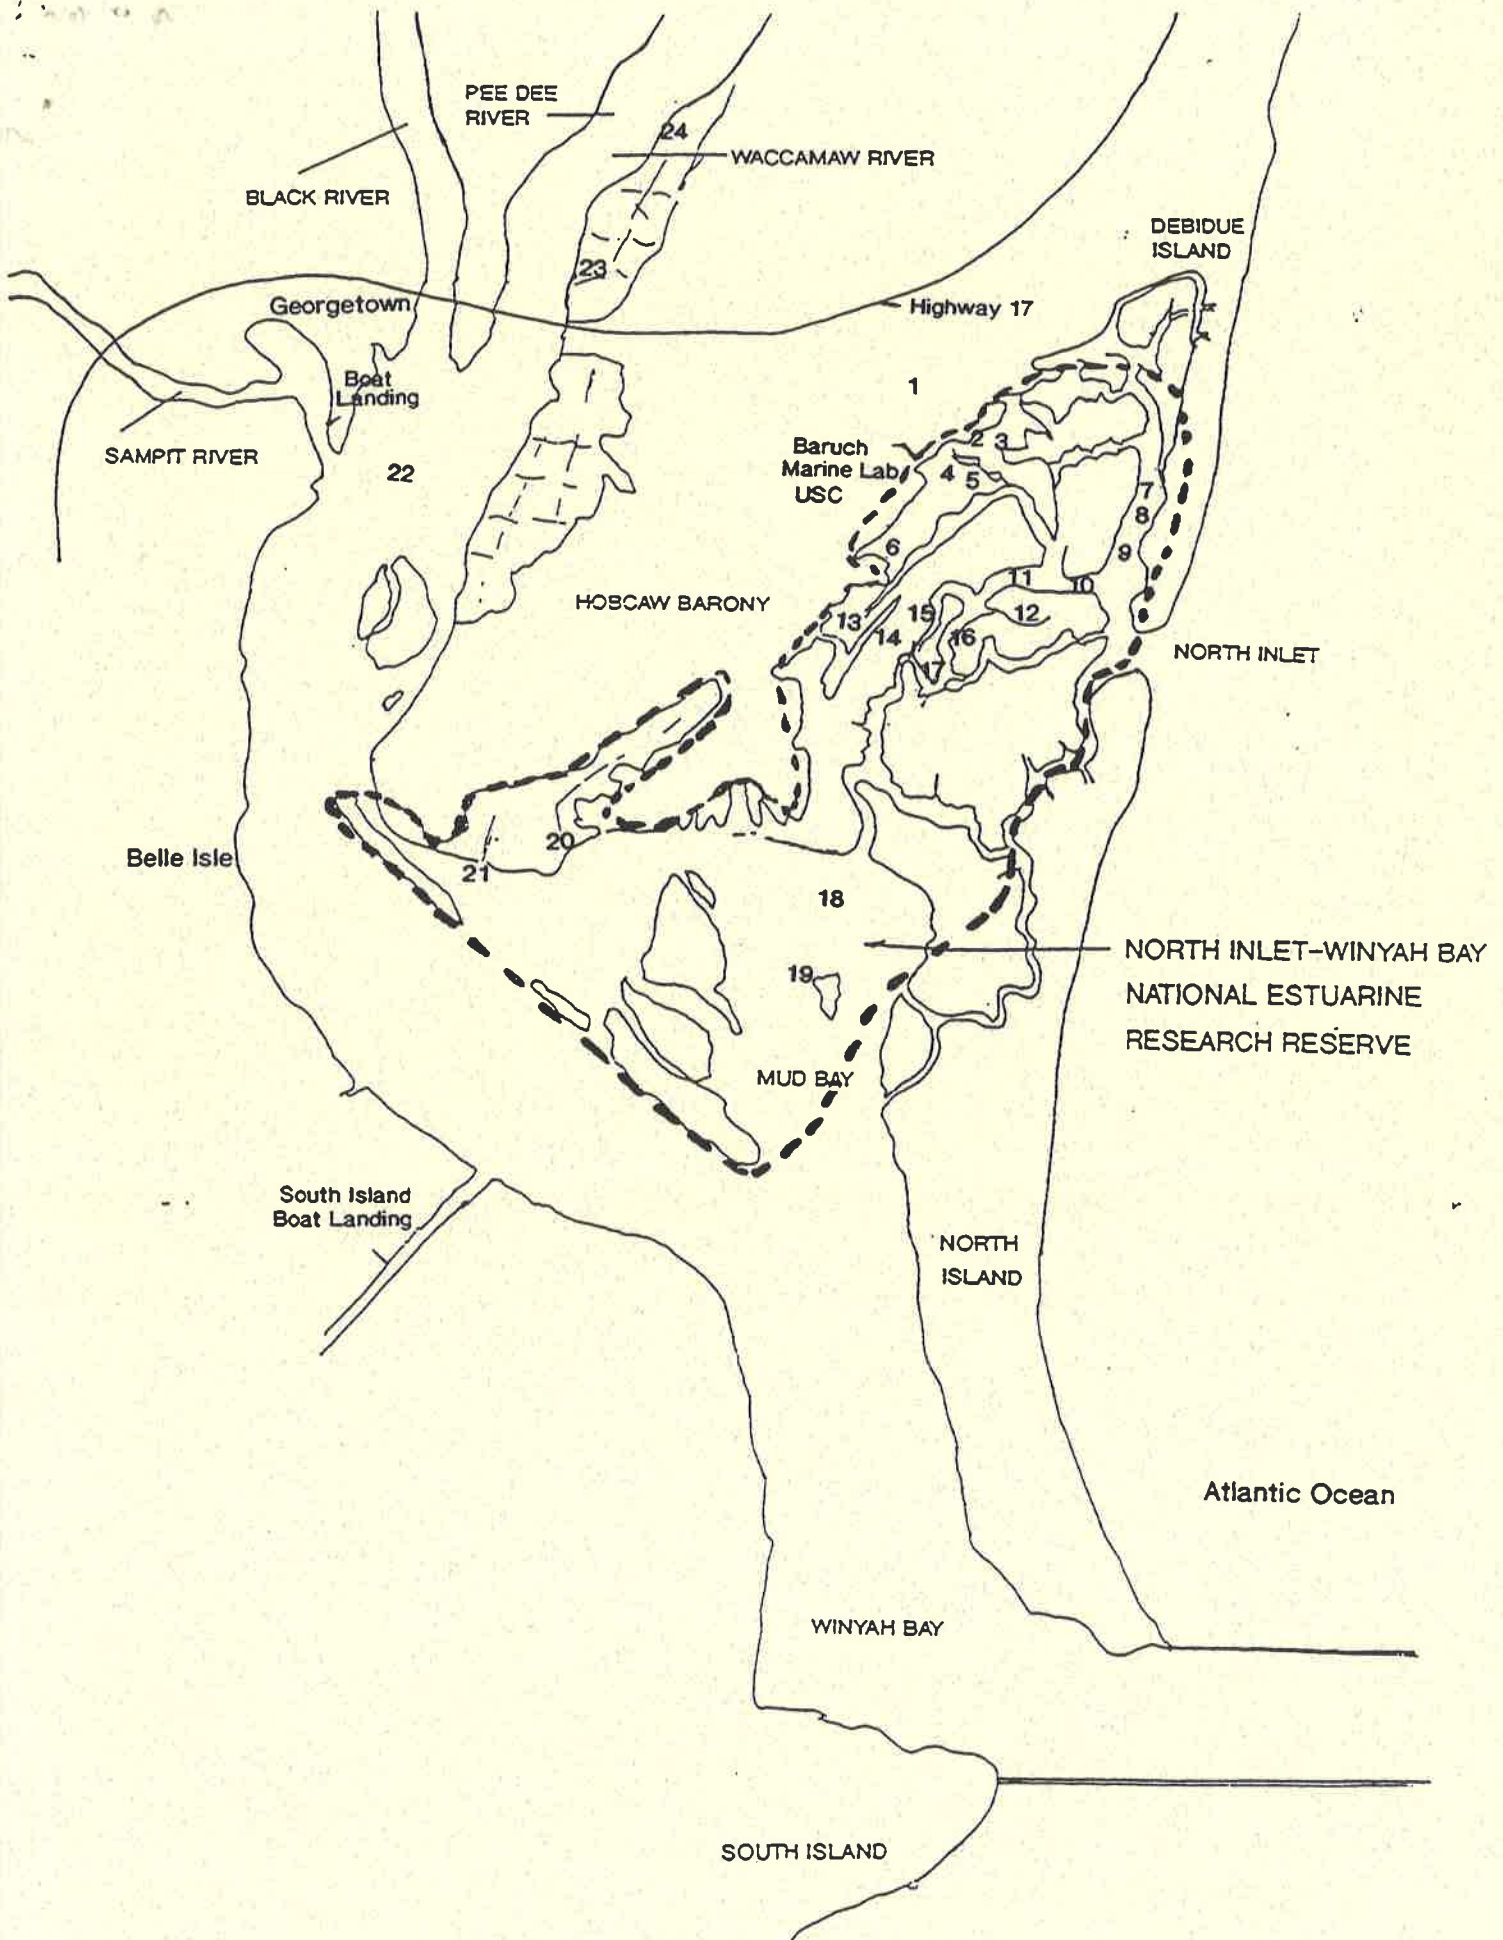 PEE DEE
RIVER
24
WACCAMAW RIVER
BLACK RIVER
DEBIDUE
ISLAND
23
Georgetown
Highway 17
Boat
Landing
1
SAMPIT RIVER
22
Baruch
Marine Lab
USC
2
3
4
5
7
8
9
6
11
10
HOBCAW BARONY
13
15
12
14
16
17
NORTH INLET
20
21
Belle Isle
18
NORTH INLET-WINYAH BAY
NATIONAL ESTUARINE
RESEARCH RESERVE
19
MUD BAY
South Island
Boat Landing
NORTH
ISLAND
Atlantic Ocean
WINYAH BAY
SOUTH ISLAND